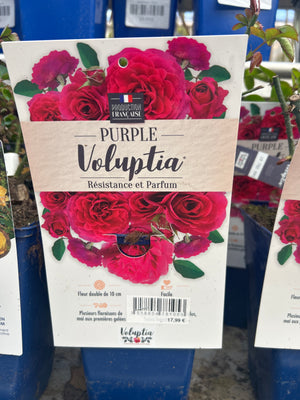 PRODUCTION
FRANÇAISE
PURPLE
Voluptia
Résistance et Parfum
Fleur double de 10 cm
Facile
Plusieurs floraisons de
mai aux premières gelées
17,99 €
Voluptia
PURPLE